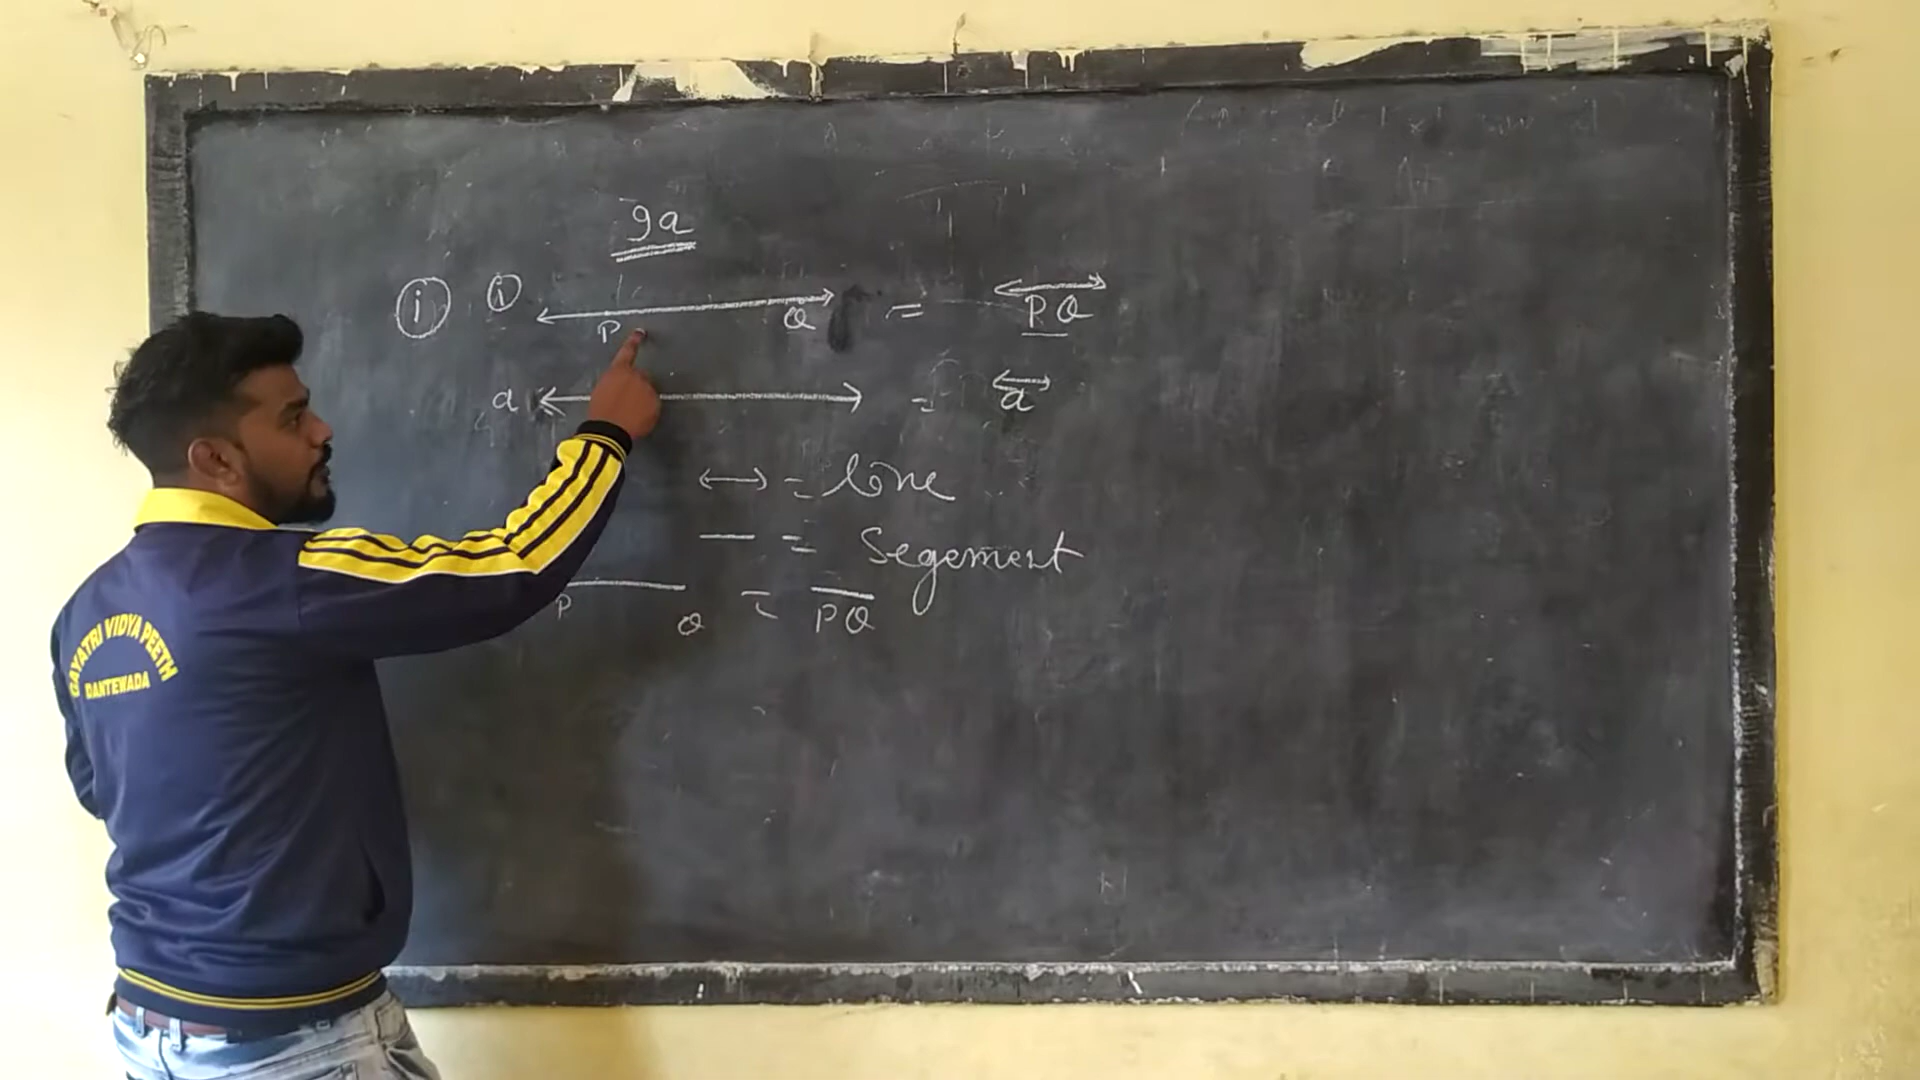 9a
i i P Q = PQ
a = a
↔ = line
— = Segement
P Q = PQ
GAYATRI VIDYA PEETH
DANTEWADA